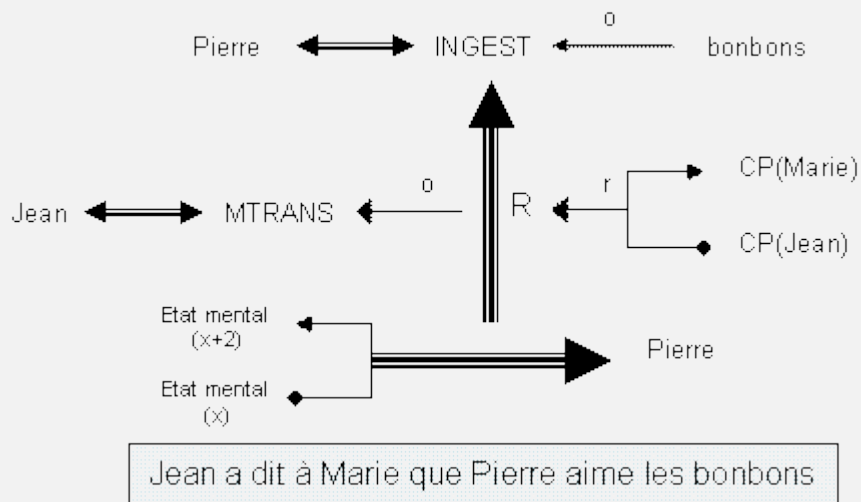 o
Pierre INGEST bonbons
CP(Marie)
o R r
Jean MTRANS
CP(Jean)
Etat mental
(x+2)
Pierre
Etat mental
(x)
Jean a dit à Marie que Pierre aime les bonbons